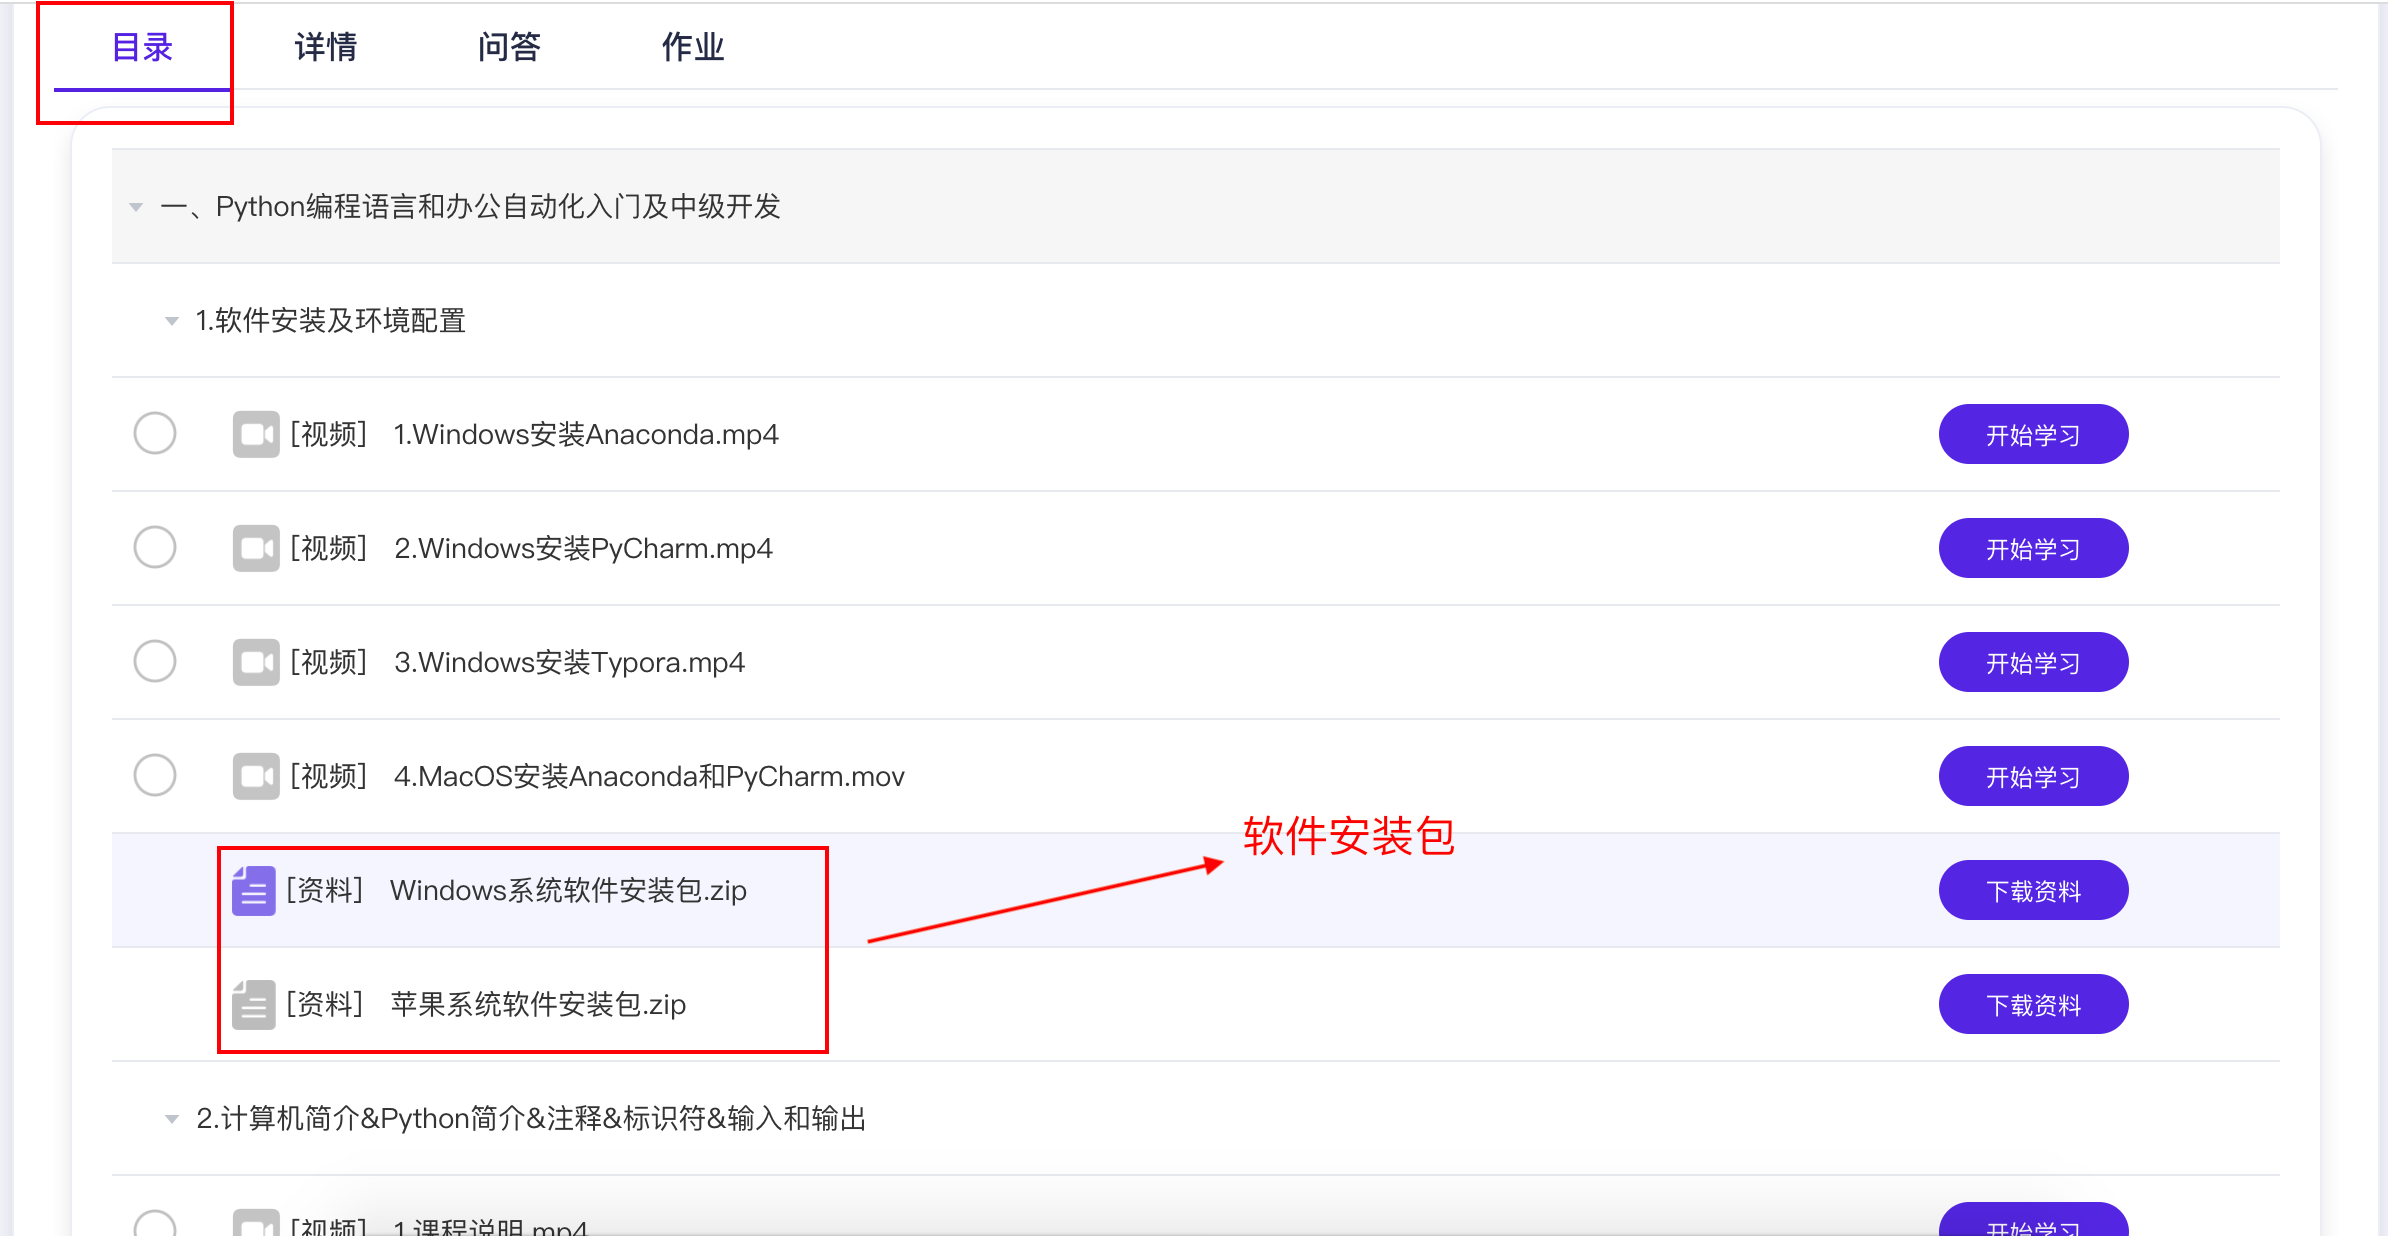 目录 详情 问答 作业
一、Python编程语言和办公自动化入门及中级开发
1.软件安装及环境配置
[视频] 1.Windows安装Anaconda.mp4 开始学习
[视频] 2.Windows安装PyCharm.mp4 开始学习
[视频] 3.Windows安装Typora.mp4 开始学习
[视频] 4.MacOS安装Anaconda和PyCharm.mov 开始学习
软件安装包
[资料] Windows系统软件安装包.zip 下载资料
[资料] 苹果系统软件安装包.zip 下载资料
2.计算机简介&Python简介&注释&标识符&输入和输出
[视频] 1.课程说明.mp4 开始学习